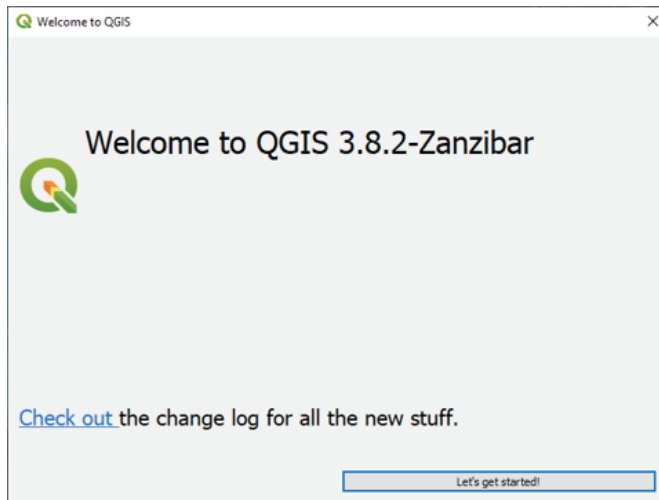 Welcome to QGIS
Welcome to QGIS 3.8.2-Zanzibar
Check out the change log for all the new stuff.
Let's get started!